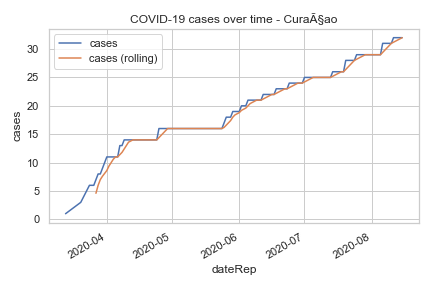 COVID-19 cases over time - CuraÃ§ao
cases
cases (rolling)
30
25
20
15
10
5
0
cases
2020-04
2020-05
2020-06
2020-07
2020-08
dateRep